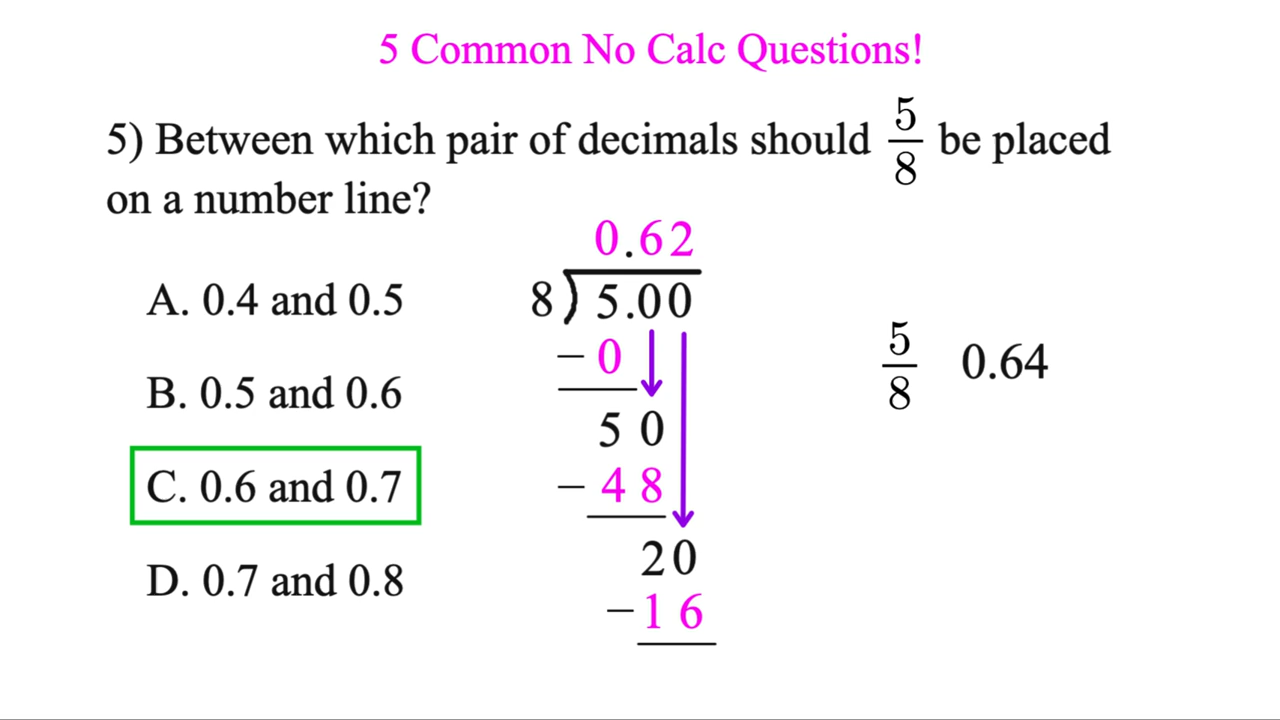 5 Common No Calc Questions!
5) Between which pair of decimals should 5/8 be placed
on a number line?
A. 0.4 and 0.5
B. 0.5 and 0.6
C. 0.6 and 0.7
D. 0.7 and 0.8
0.62
8) 5.00
− 0
5 0
− 4 8
20
− 1 6
5/8 0.64